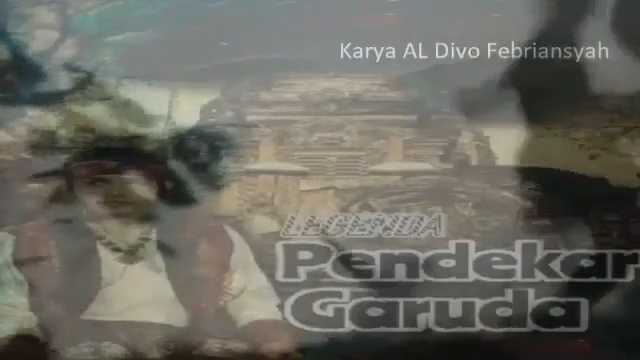 Karya AL Divo Febriansyah
LEGENDA
Pendekar
Garuda